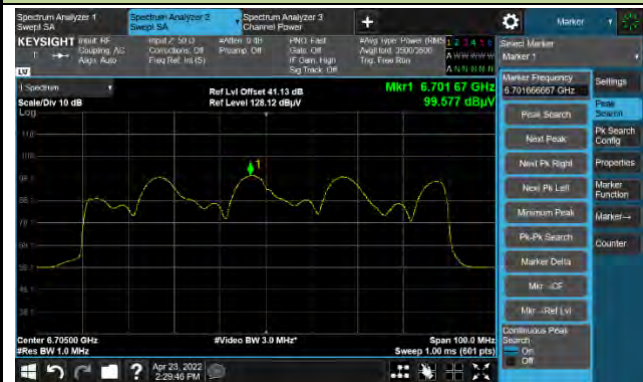 Spectrum Analyzer 1
Swept SA
Spectrum Analyzer 2
Swept SA
Spectrum Analyzer 3
Channel Power
Marker
KEYSIGHT
Input: RF
Coupling: AC
Align: Auto
Input Z: 50 Ω
Corrections: Off
Freq Ref: Int (S)
#Atten: 0 dB
Preamp: Off
PNO: Fast
Gate: Off
IF Gain: High
Sig Track: Off
#Avg Type: Power (RMS)
Avg|Hold: 3500/3500
Trig: Free Run
1 2 3 4 5 6
A W W W W W
A N N N N N
LV
Select Marker
Marker 1
1 Spectrum
Scale/Div 10 dB
Log
Ref Lvl Offset 41.13 dB
Ref Level 128.12 dBµV
Mkr1 6.701 67 GHz
99.577 dBµV
1
Center 6.70500 GHz
#Res BW 1.0 MHz
#Video BW 3.0 MHz*
Span 100.0 MHz
Sweep 1.00 ms (601 pts)
Marker Frequency
6.701666667 GHz
Peak Search
Next Peak
Next Pk Right
Next Pk Left
Minimum Peak
Pk-Pk Search
Marker Delta
Mkr→CF
Mkr→Ref Lvl
Continuous Peak
Search
On
Off
Settings
Peak
Search
Pk Search
Config
Properties
Marker
Function
Marker→
Counter
?
Apr 23, 2022
2:29:46 PM